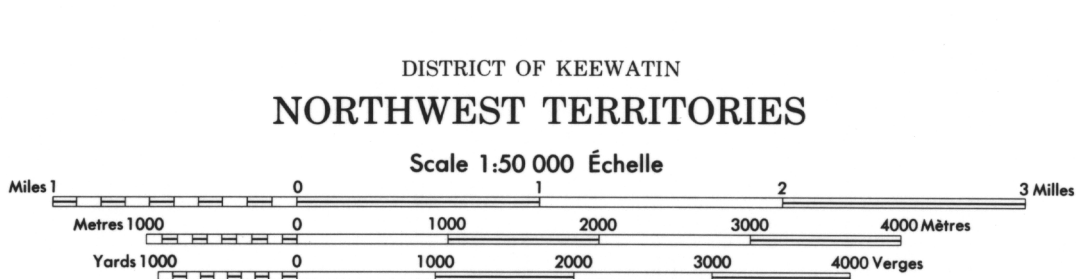 DISTRICT OF KEEWATIN
NORTHWEST TERRITORIES
Scale 1:50 000 Échelle
Miles 1 0 1 2 3 Milles
Metres 1000 0 1000 2000 3000 4000 Mètres
Yards 1000 0 1000 2000 3000 4000 Verges